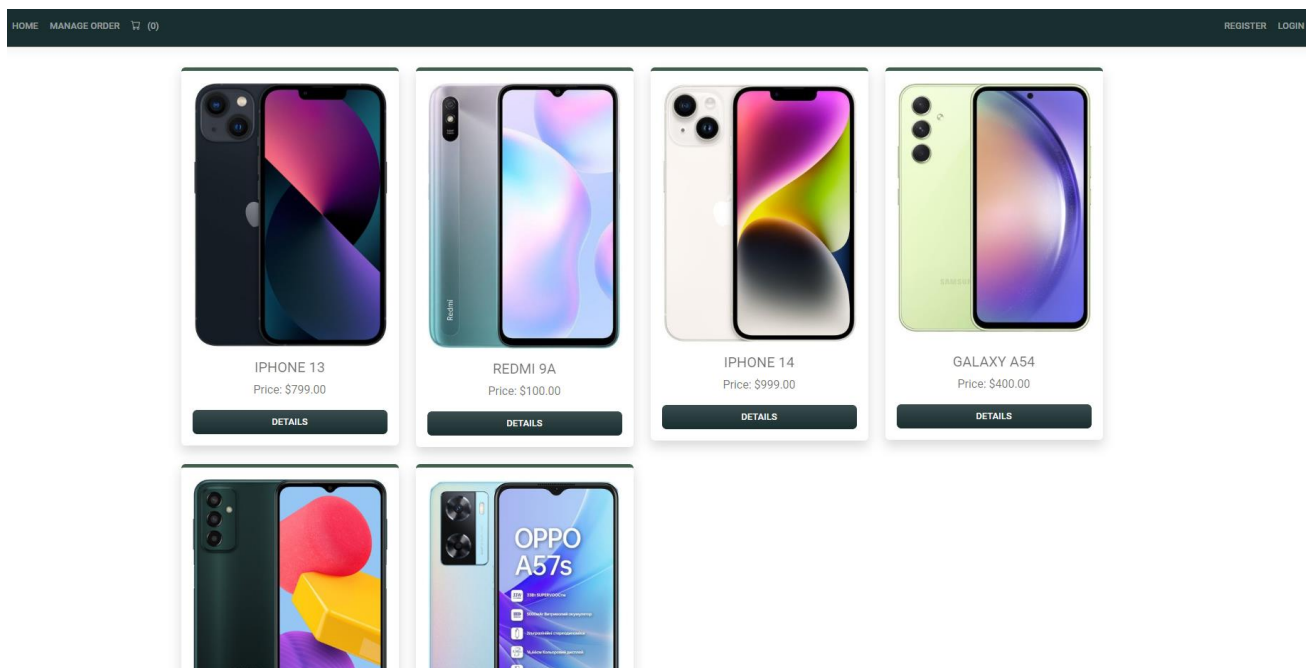 HOME MANAGE ORDER (0) REGISTER LOGIN
Redmi
SAMSUNG
IPHONE 13
Price: $799.00
DETAILS
REDMI 9A
Price: $100.00
DETAILS
IPHONE 14
Price: $999.00
DETAILS
GALAXY A54
Price: $400.00
DETAILS
OPPO
A57s